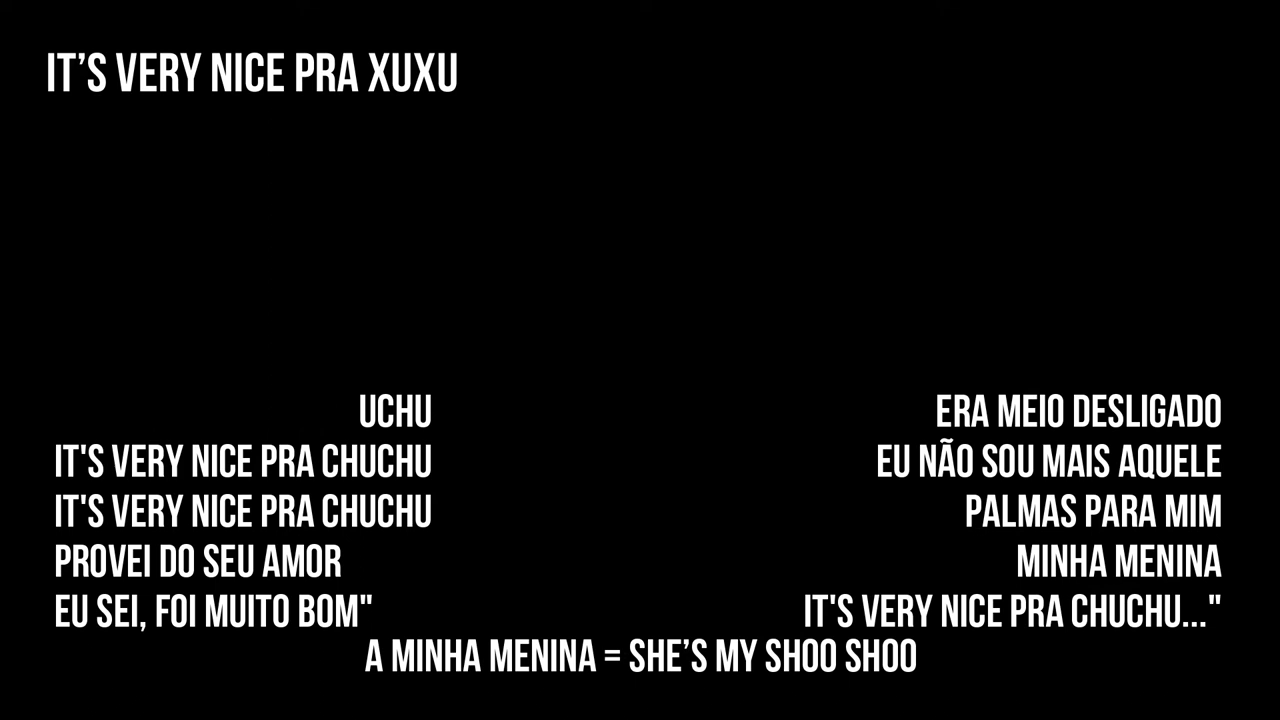 IT’S VERY NICE PRA XUXU
UCHU
IT'S VERY NICE PRA CHUCHU
IT'S VERY NICE PRA CHUCHU
PROVEI DO SEU AMOR
EU SEI, FOI MUITO BOM"
ERA MEIO DESLIGADO
EU NÃO SOU MAIS AQUELE
PALMAS PARA MIM
MINHA MENINA
IT'S VERY NICE PRA CHUCHU..."
A MINHA MENINA = SHE’S MY SHOO SHOO